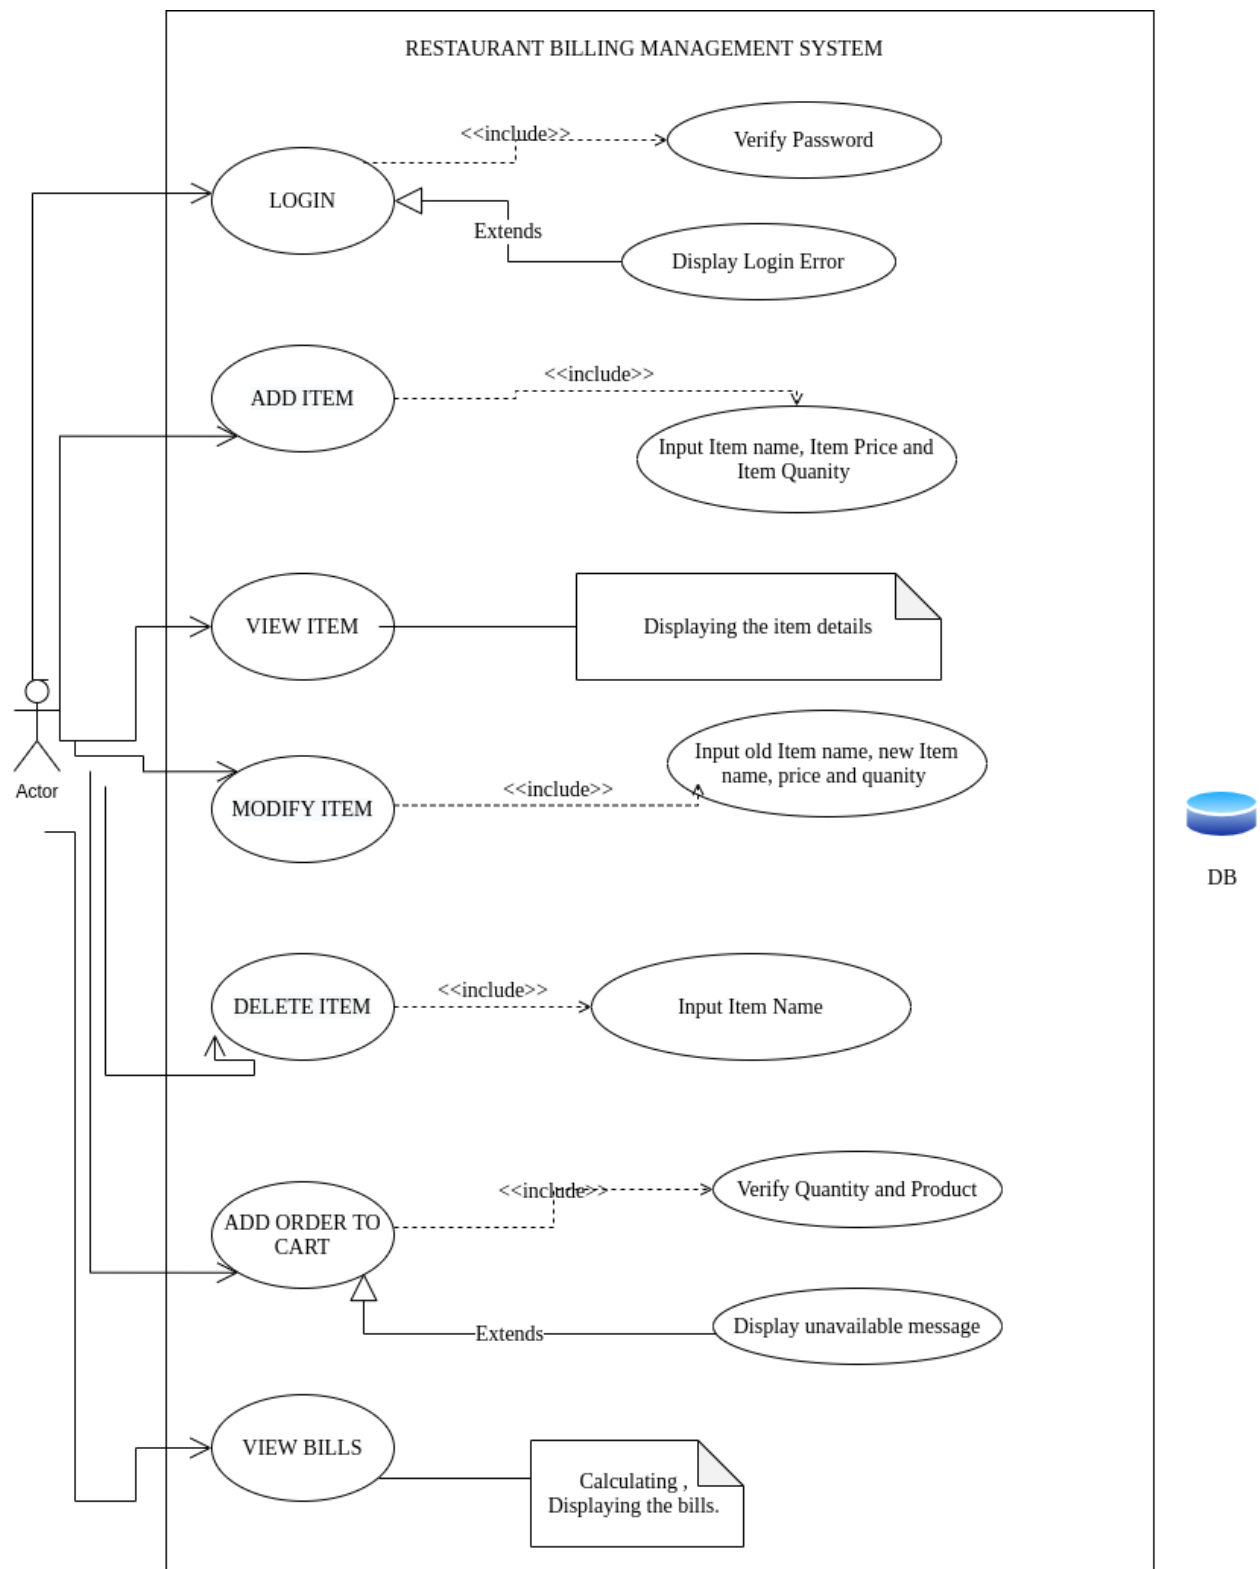 RESTAURANT BILLING MANAGEMENT SYSTEM
<<include>>
Verify Password
LOGIN
Extends
Display Login Error
<<include>>
ADD ITEM
Input Item name, Item Price and
Item Quanity
VIEW ITEM
Displaying the item details
Actor
Input old Item name, new Item
name, price and quanity
<<include>>
MODIFY ITEM
DB
<<include>>
DELETE ITEM
Input Item Name
<<include>>
Verify Quantity and Product
ADD ORDER TO
CART
Extends
Display unavailable message
VIEW BILLS
Calculating ,
Displaying the bills.